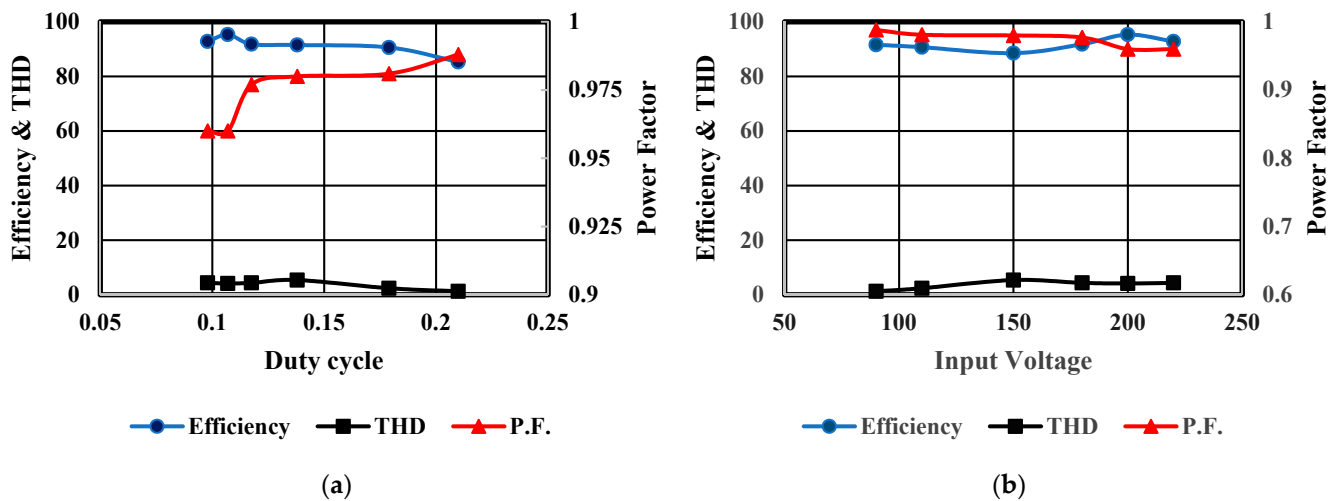 100
80
60
40
20
0
Efficiency & THD
1
0.975
0.95
0.925
0.9
Power Factor
0.05
0.1
0.15
0.2
0.25
Duty cycle
Efficiency
THD
P.F.
(a)
100
80
60
40
20
0
Efficiency & THD
1
0.9
0.8
0.7
0.6
Power Factor
50
100
150
200
250
Input Voltage
Efficiency
THD
P.F.
(b)